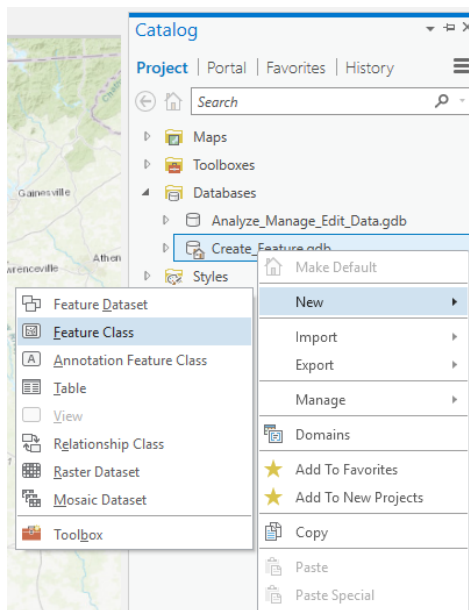 Catalog
Project | Portal | Favorites | History
Search
Maps
Toolboxes
Gainesville
Databases
Analyze_Manage_Edit_Data.gdb
Create_Feature.gdb
Athen
wrenceville
Styles
Make Default
New
Import
Export
Manage
Domains
Add To Favorites
Add To New Projects
Copy
Paste
Paste Special
Feature Dataset
Feature Class
Annotation Feature Class
Table
View
Relationship Class
Raster Dataset
Mosaic Dataset
Toolbox